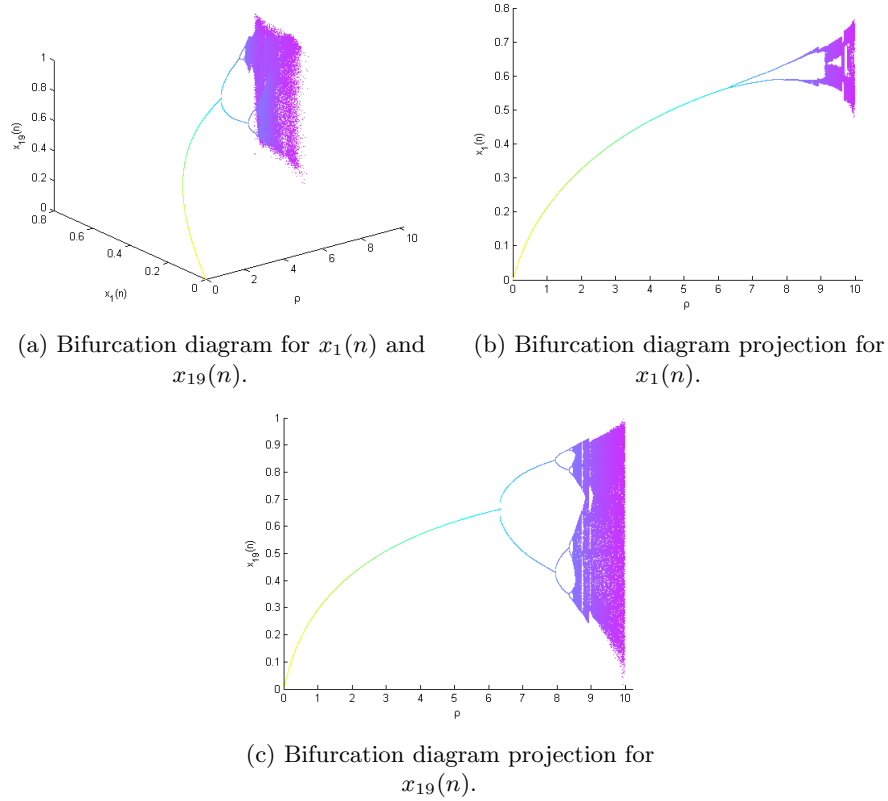 1
0.8
0.6
0.4
0.2
0
x19(n)
0.8
0.6
0.4
0.2
0
x1(n)
0
2
4
6
8
10
ρ
(a) Bifurcation diagram for x1(n) and
x19(n).
0.8
0.7
0.6
0.5
0.4
0.3
0.2
0.1
0
x1(n)
0 1 2 3 4 5 6 7 8 9 10
ρ
(b) Bifurcation diagram projection for
x1(n).
1
0.9
0.8
0.7
0.6
0.5
0.4
0.3
0.2
0.1
0
x19(n)
0 1 2 3 4 5 6 7 8 9 10
ρ
(c) Bifurcation diagram projection for
x19(n).